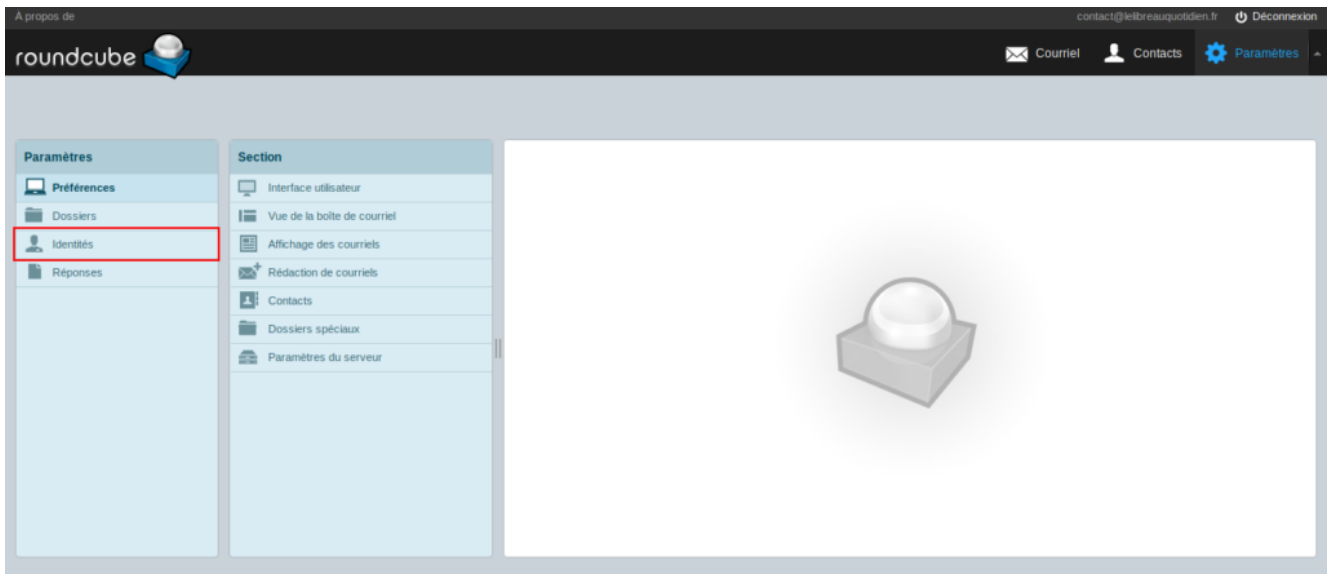 A propos de
contact@lelibreauquotidien.fr Déconnexion
roundcube
Courriel Contacts Paramètres
Paramètres
Préférences
Dossiers
Identités
Réponses
Section
Interface utilisateur
Vue de la boîte de courriel
Affichage des courriels
Rédaction de courriels
Contacts
Dossiers spéciaux
Paramètres du serveur